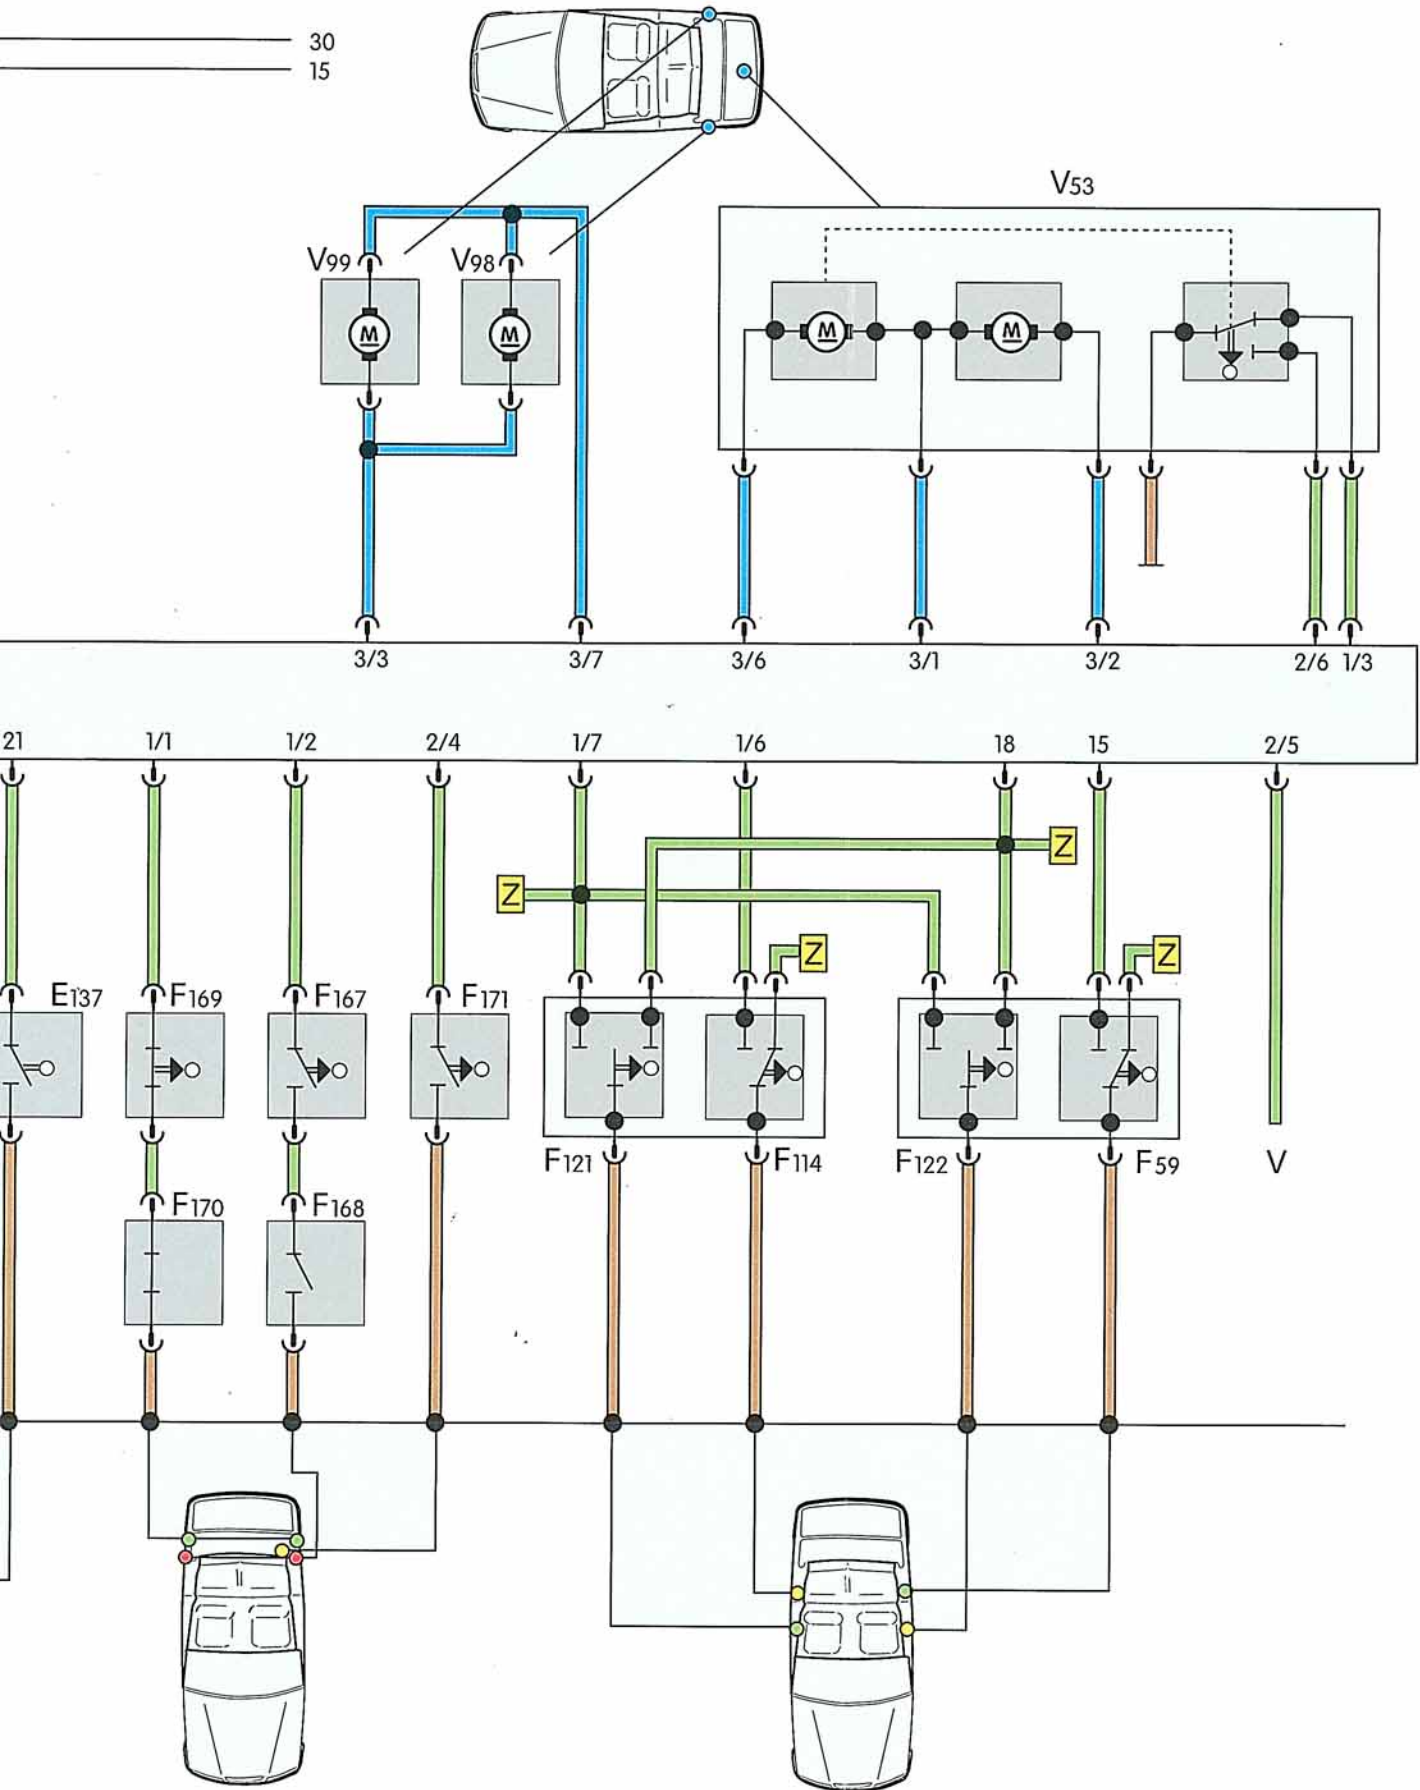 30
15
V53
V99 V98
M M M M
3/3 3/7 3/6 3/1 3/2 2/6 1/3
21 1/1 1/2 2/4 1/7 1/6 18 15 2/5
Z
Z
Z Z
E137 F169 F167 F171
F121 F114 F122 F59 V
F170 F168